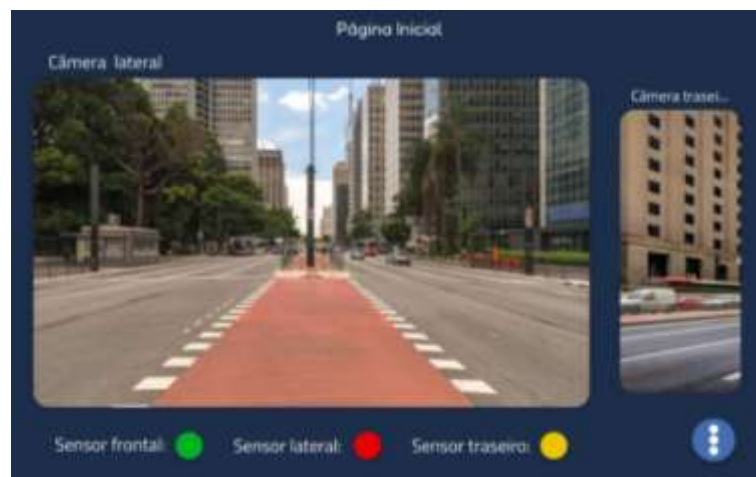 Página Inicial
Câmera lateral
Câmera trasei...
Sensor frontal:
Sensor lateral:
Sensor traseiro: